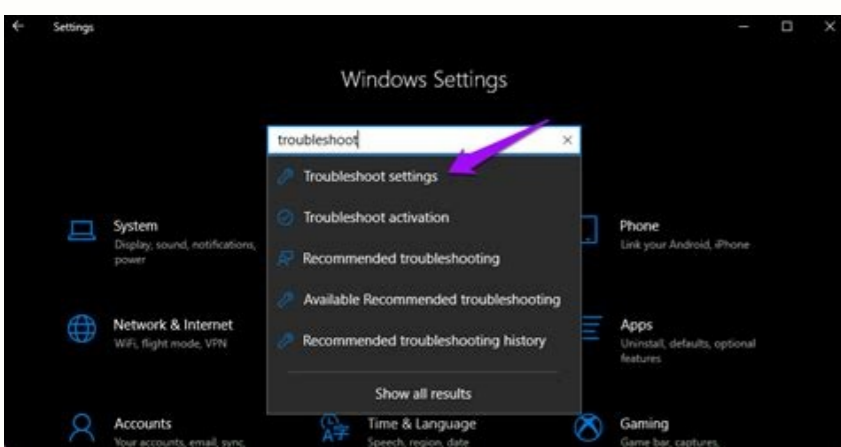 Settings
Windows Settings
troubleshoot
Troubleshoot settings
Troubleshoot activation
Recommended troubleshooting
Available Recommended troubleshooting
Recommended troubleshooting history
Show all results
System
Display, sound, notifications,
power
Phone
Link your Android, iPhone
Network & Internet
WiFi, flight mode, VPN
Apps
Uninstall, defaults, optional
features
Accounts
Your accounts, email, sync,
Time & Language
Speech, region, date
Gaming
Game bar, captures,